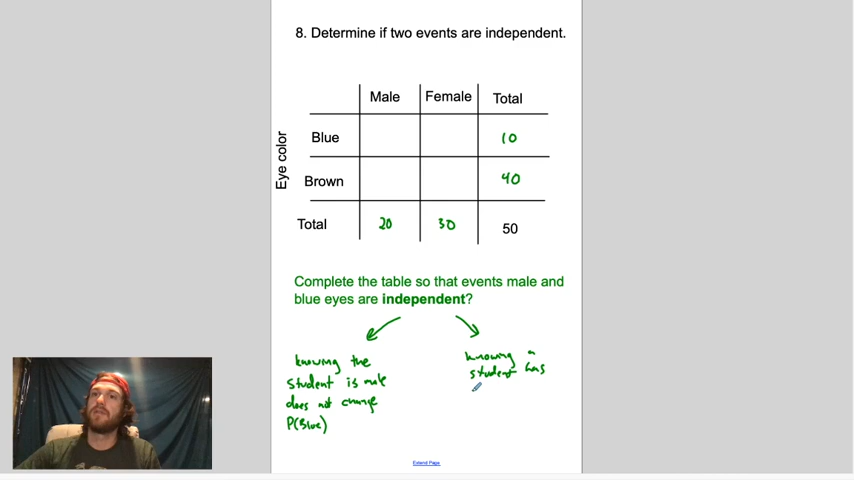 8. Determine if two events are independent.
Male Female Total
Eye color
Blue 10
Brown 40
Total 20 30 50
Complete the table so that events male and
blue eyes are independent?
knowing the
student is male
does not change
P(Blue)
knowing a
student has
Extend Page